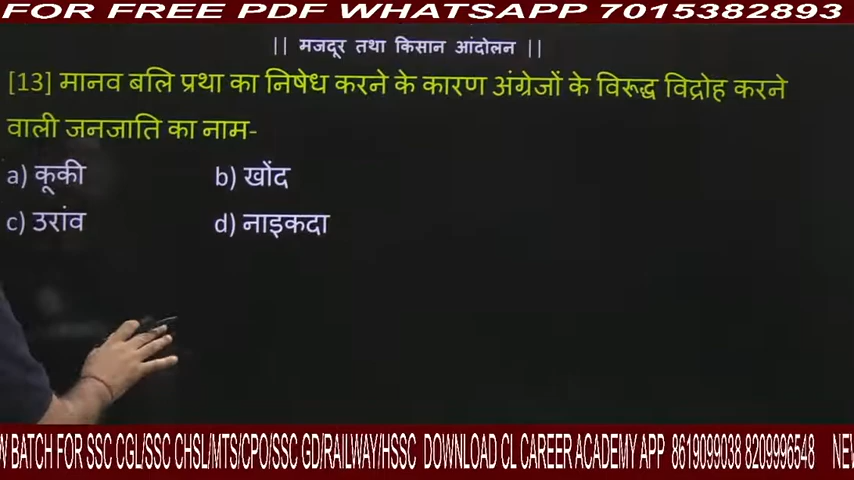 FOR FREE PDF WHATSAPP 7015382893
|| मजदूर तथा किसान आंदोलन ||
[13] मानव बलि प्रथा का निषेध करने के कारण अंग्रेजों के विरूद्ध विद्रोह करने
वाली जनजाति का नाम-
a) कूकी b) खोंद
c) उरांव d) नाइकदा
W BATCH FOR SSC CGL/SSC CHSL/MTS/CPO/SSC GD/RAILWAY/HSSC DOWNLOAD CL CAREER ACADEMY APP 8619099038 8209996548 NEV